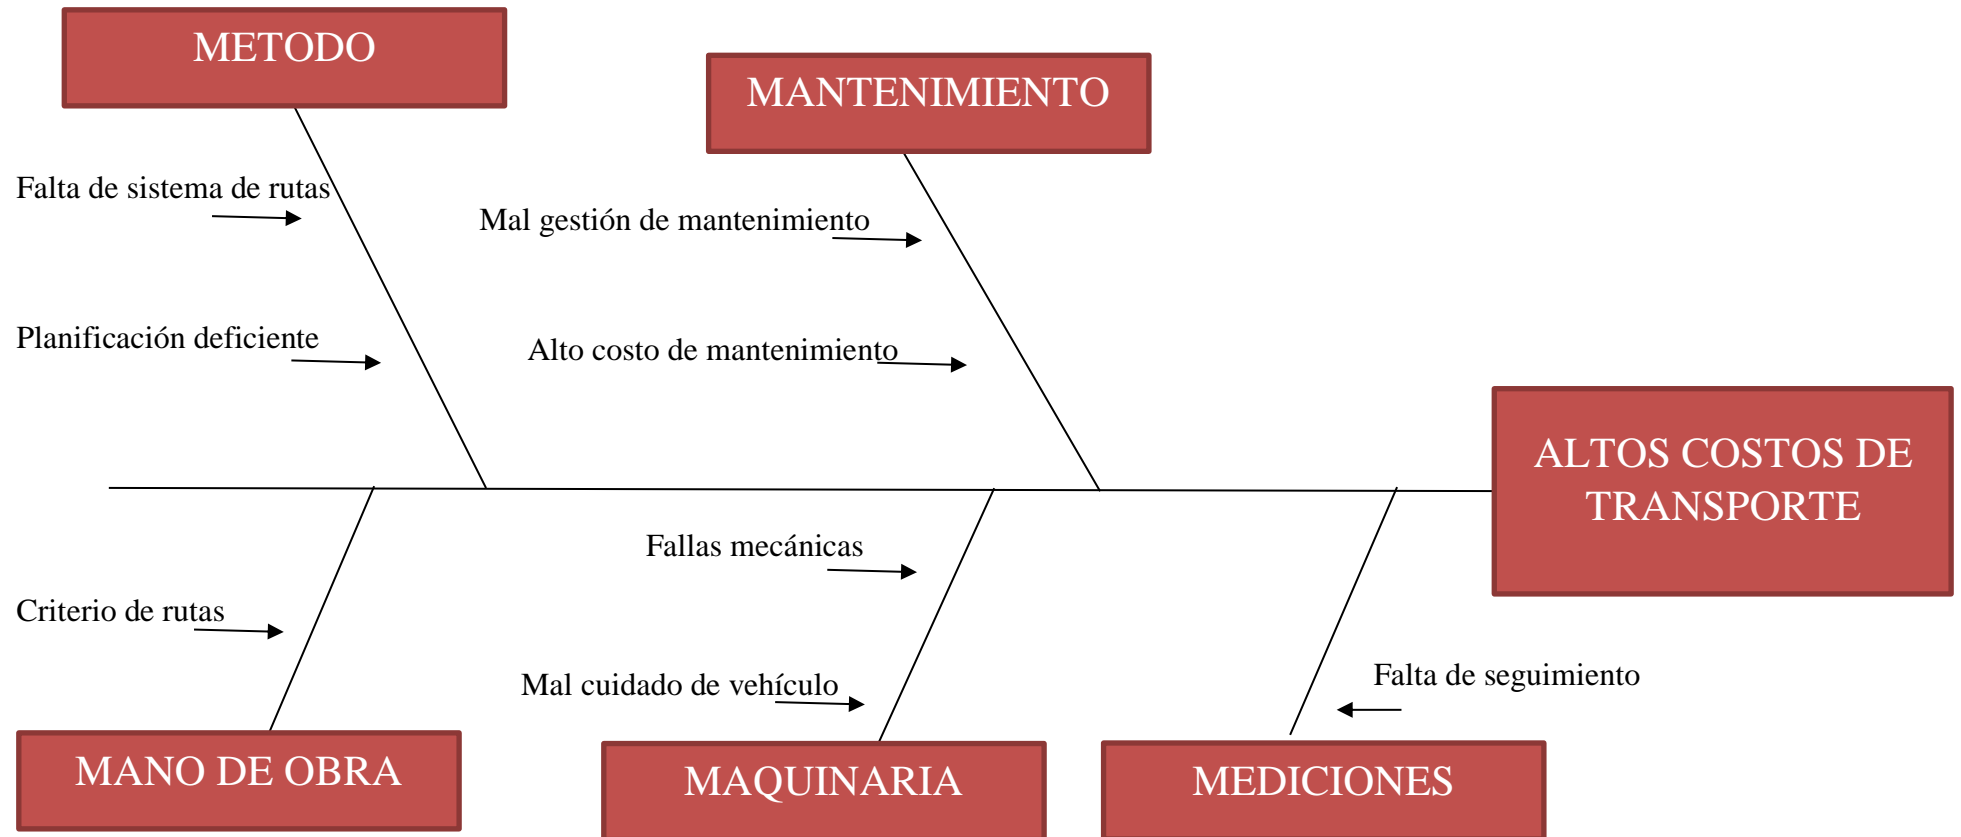 METODO
MANTENIMIENTO
Falta de sistema de rutas
Mal gestión de mantenimiento
Planificación deficiente
Alto costo de mantenimiento
ALTOS COSTOS DE
TRANSPORTE
Fallas mecánicas
Criterio de rutas
Mal cuidado de vehículo
Falta de seguimiento
MANO DE OBRA
MAQUINARIA
MEDICIONES